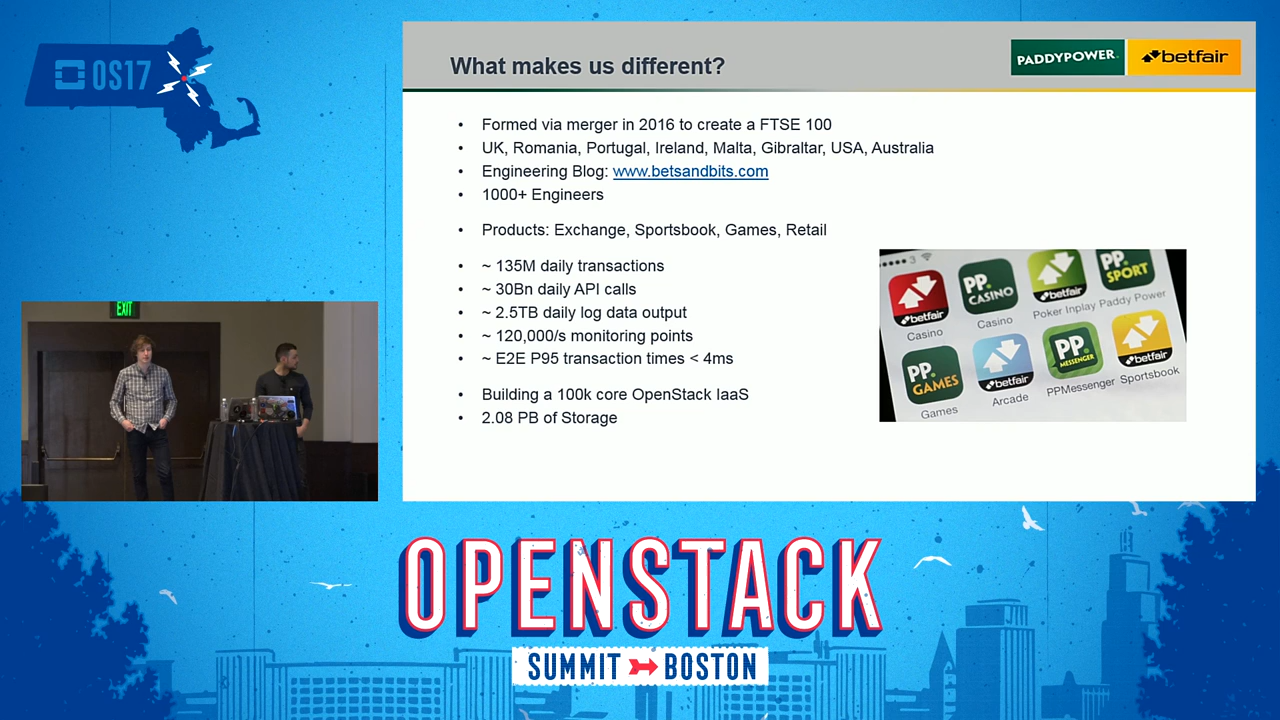 OS17
What makes us different?
PADDYPOWER.
betfair
• Formed via merger in 2016 to create a FTSE 100
• UK, Romania, Portugal, Ireland, Malta, Gibraltar, USA, Australia
• Engineering Blog: www.betsandbits.com
• 1000+ Engineers
• Products: Exchange, Sportsbook, Games, Retail
• ~ 135M daily transactions
• ~ 30Bn daily API calls
• ~ 2.5TB daily log data output
• ~ 120,000/s monitoring points
• ~ E2E P95 transaction times < 4ms
• Building a 100k core OpenStack IaaS
• 2.08 PB of Storage
3
betfair
PP. CASINO
betfair
PP. SPORT
Casino
Casino
Poker Inplay
Paddy Power
PP. GAMES
betfair
PP. MESSENGER
betfair
Games
Arcade
PPMessenger
Sportsbook
EXIT
OPENSTACK
SUMMIT BOSTON